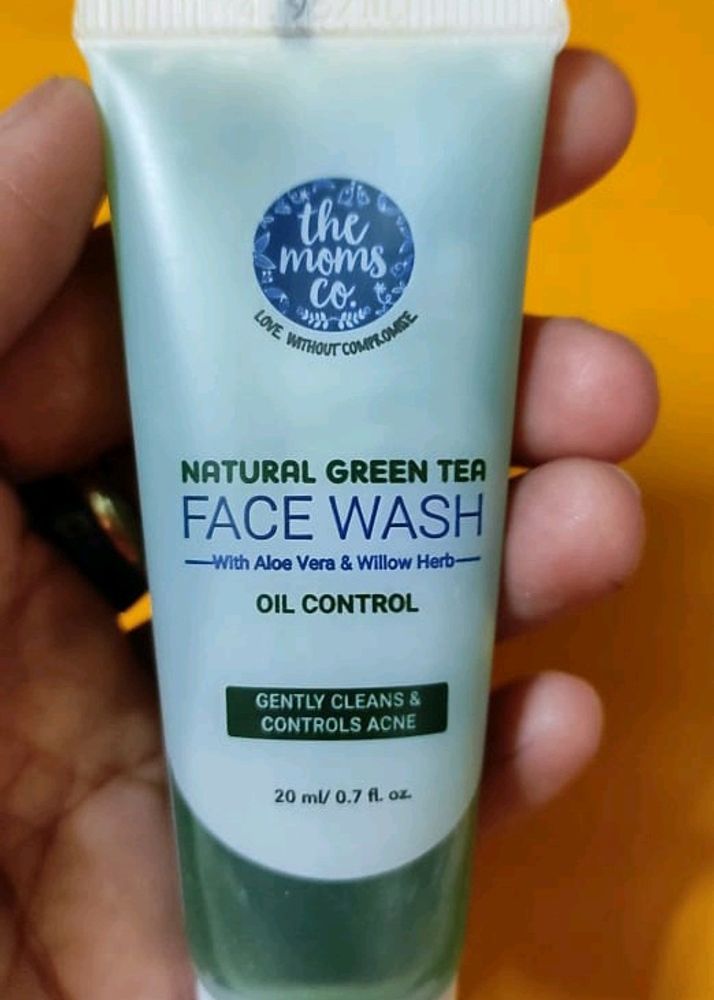 the
moms
co.
LOVE WITHOUT COMPROMISE
NATURAL GREEN TEA
FACE WASH
With Aloe Vera & Willow Herb
OIL CONTROL
GENTLY CLEANS &
CONTROLS ACNE
20 ml/ 0.7 fl. oz.